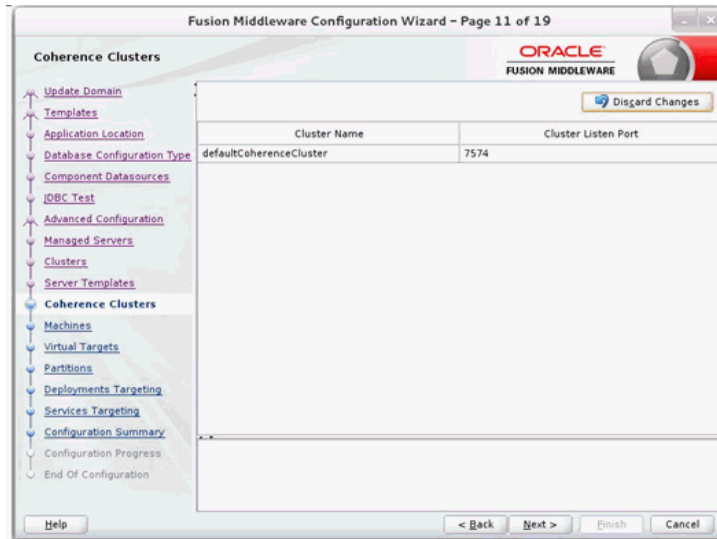 Fusion Middleware Configuration Wizard – Page 11 of 19
Coherence Clusters
ORACLE
FUSION MIDDLEWARE
Update Domain
Templates
Application Location
Database Configuration Type
Component Datasources
JDBC Test
Advanced Configuration
Managed Servers
Clusters
Server Templates
Coherence Clusters
Machines
Virtual Targets
Partitions
Deployments Targeting
Services Targeting
Configuration Summary
Configuration Progress
End Of Configuration
Discard Changes
Cluster Name Cluster Listen Port
defaultCoherenceCluster 7574
Help < Back Next > Finish Cancel